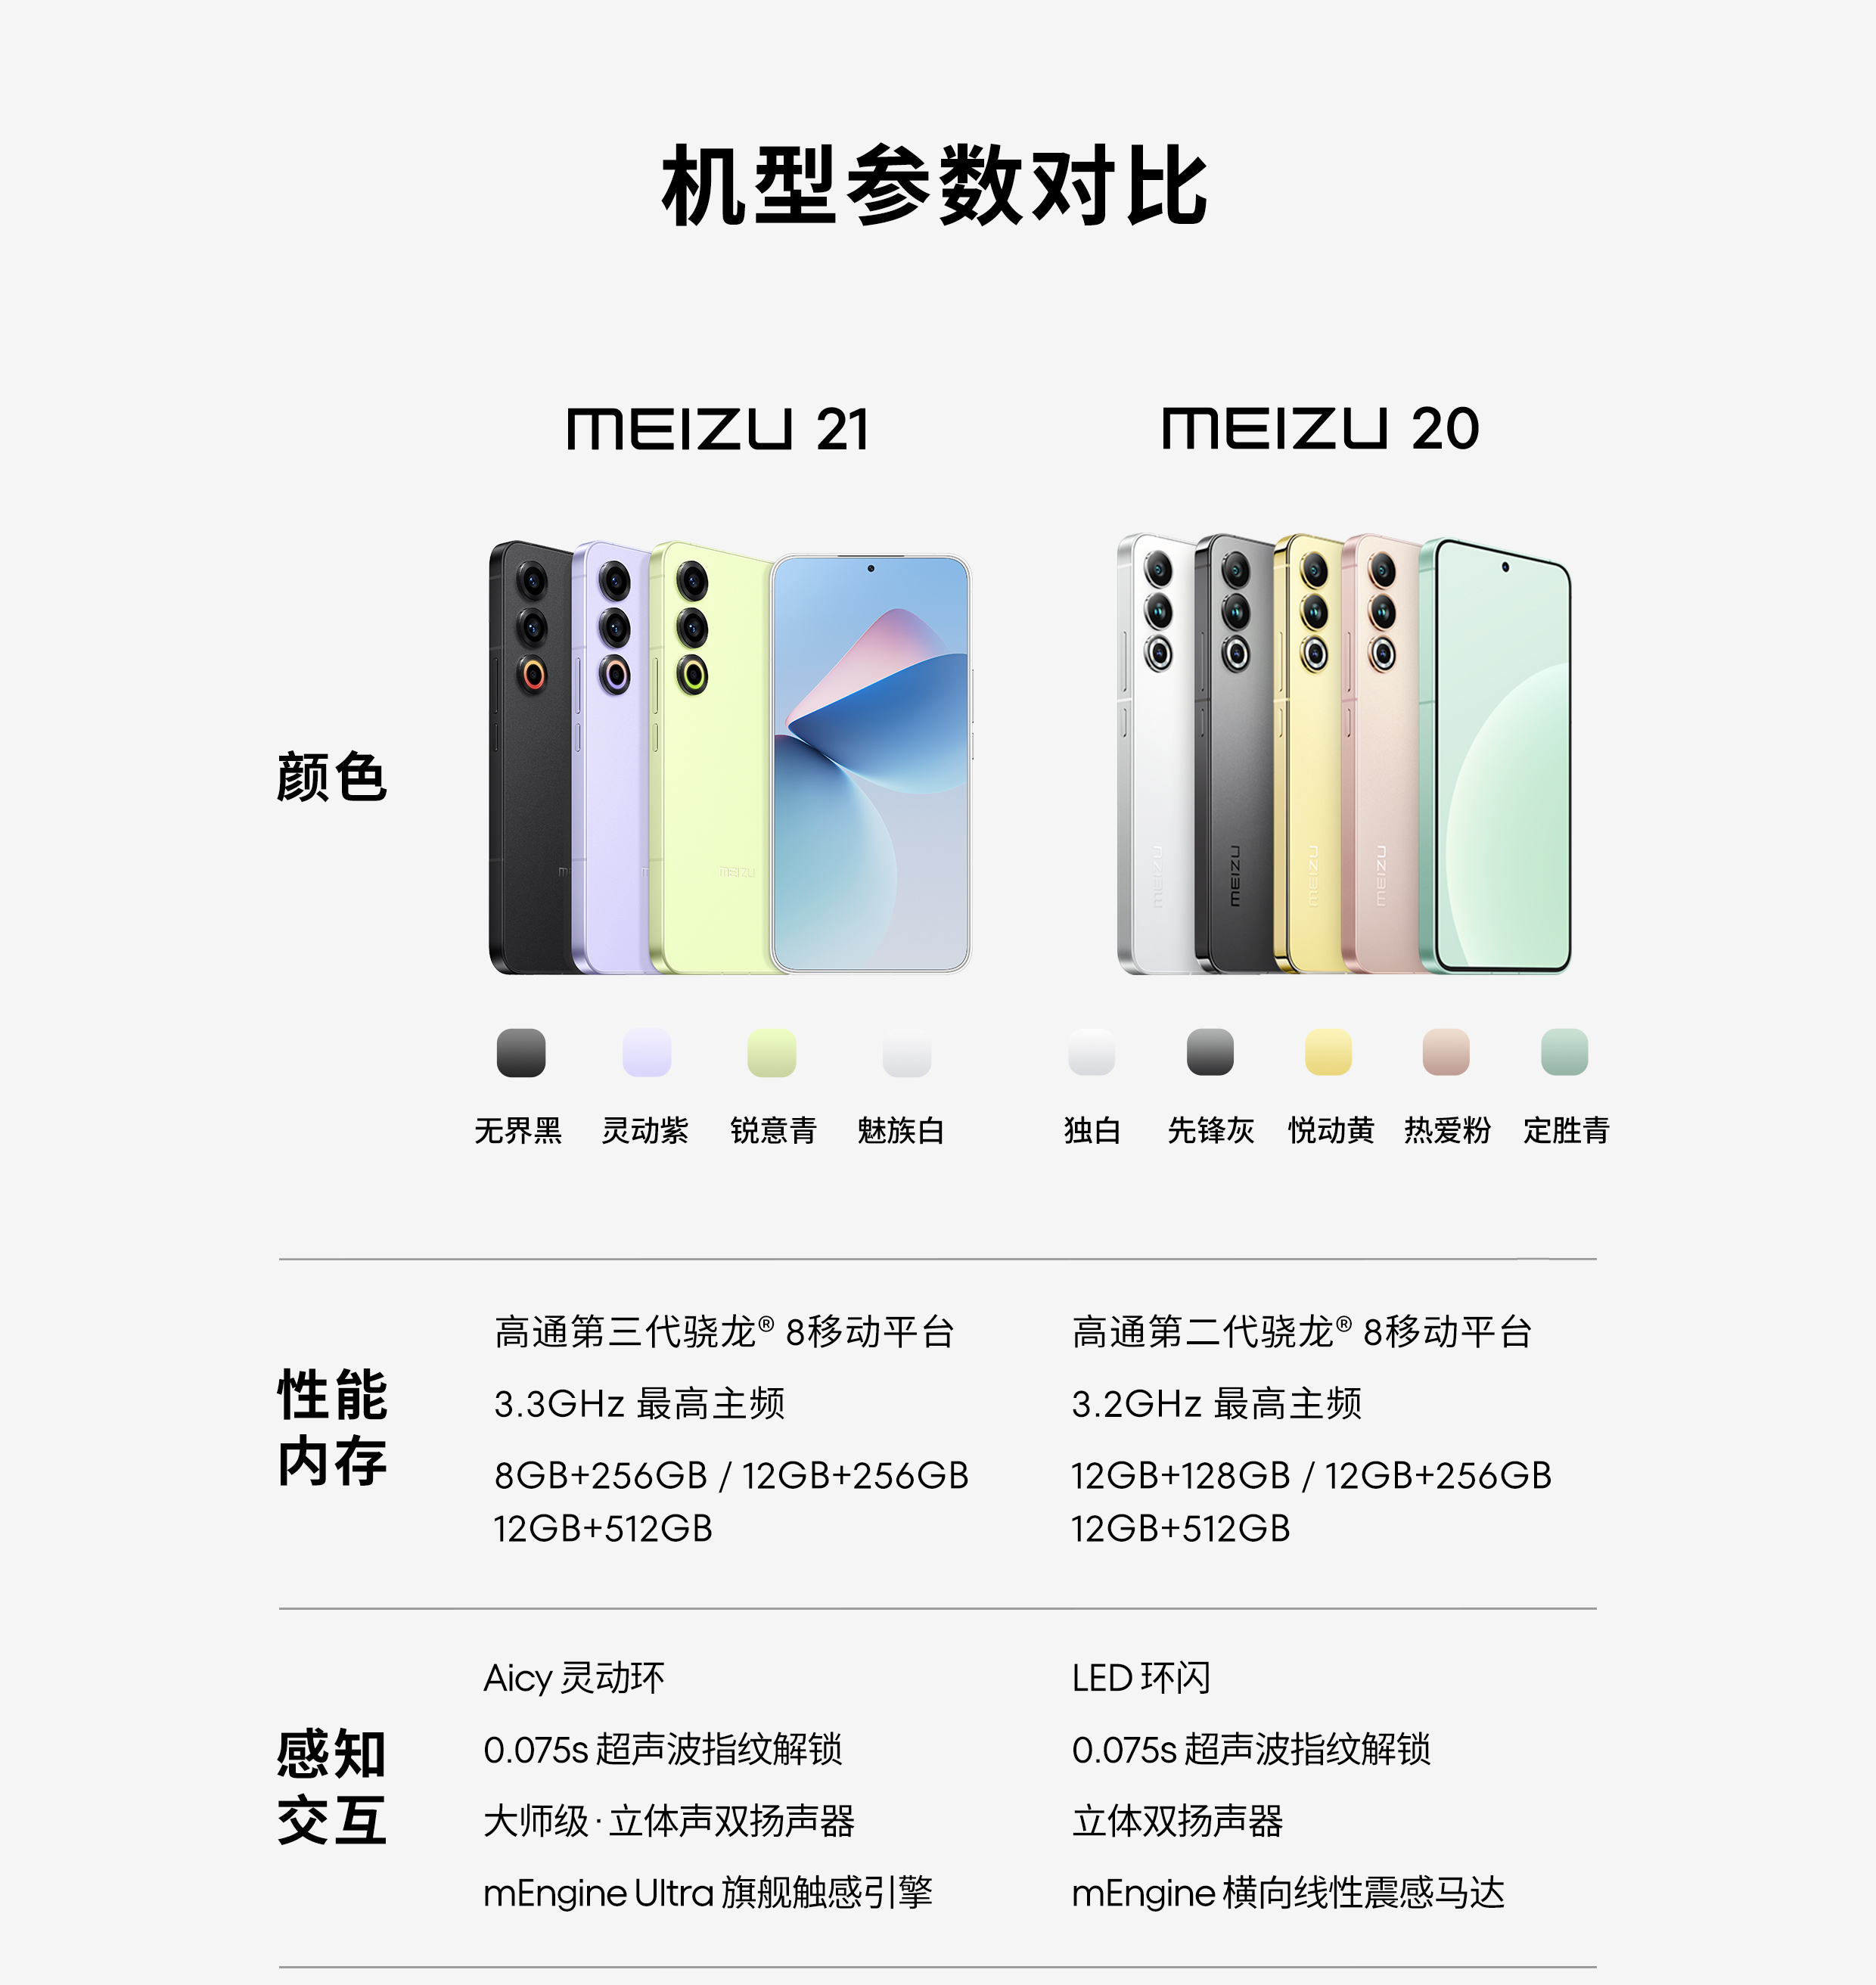 机型参数对比
MEIZU 21
MEIZU 20
颜色
MEIZU
MEIZU
MEIZU
MEIZU
MEIZU
无界黑 灵动紫 锐意青 魅族白
独白 先锋灰 悦动黄 热爱粉 定胜青
性能
内存
高通第三代骁龙® 8移动平台
3.3GHz 最高主频
8GB+256GB / 12GB+256GB
12GB+512GB
高通第二代骁龙® 8移动平台
3.2GHz 最高主频
12GB+128GB / 12GB+256GB
12GB+512GB
感知
交互
Aicy 灵动环
0.075s 超声波指纹解锁
大师级·立体声双扬声器
mEngine Ultra 旗舰触感引擎
LED 环闪
0.075s 超声波指纹解锁
立体双扬声器
mEngine 横向线性震感马达